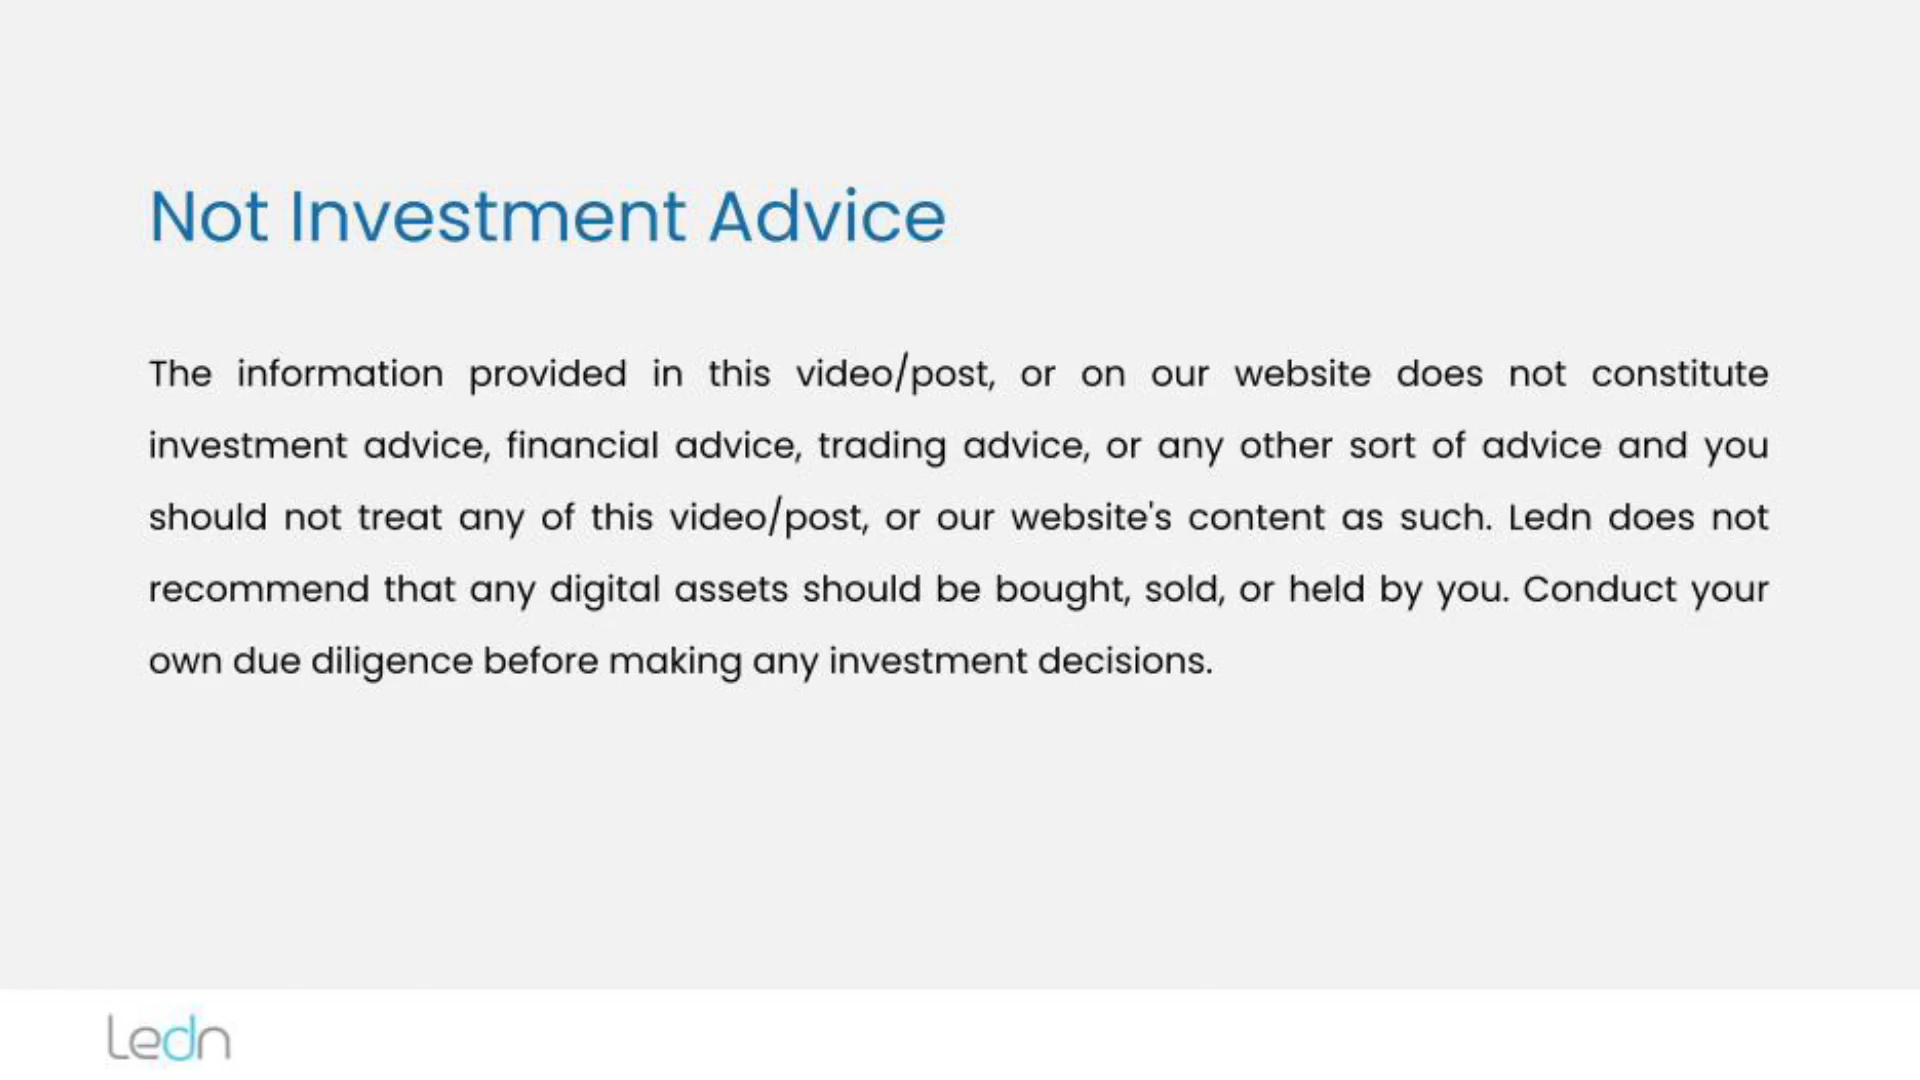 Not Investment Advice
The information provided in this video/post, or on our website does not constitute
investment advice, financial advice, trading advice, or any other sort of advice and you
should not treat any of this video/post, or our website's content as such. Ledn does not
recommend that any digital assets should be bought, sold, or held by you. Conduct your
own due diligence before making any investment decisions.
Ledn